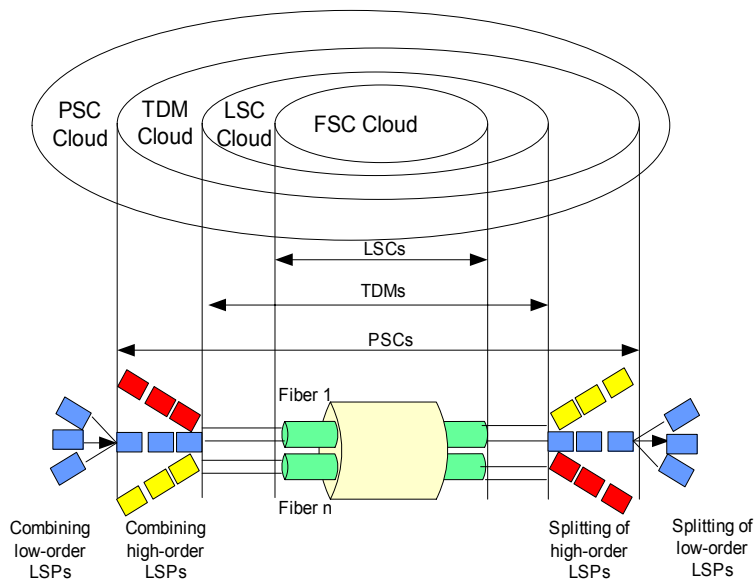 PSC
Cloud
TDM
Cloud
LSC
Cloud
FSC Cloud
LSCs
TDMs
PSCs
Fiber 1
Fiber n
Combining
low-order
LSPs
Combining
high-order
LSPs
Splitting of
high-order
LSPs
Splitting of
low-order
LSPs